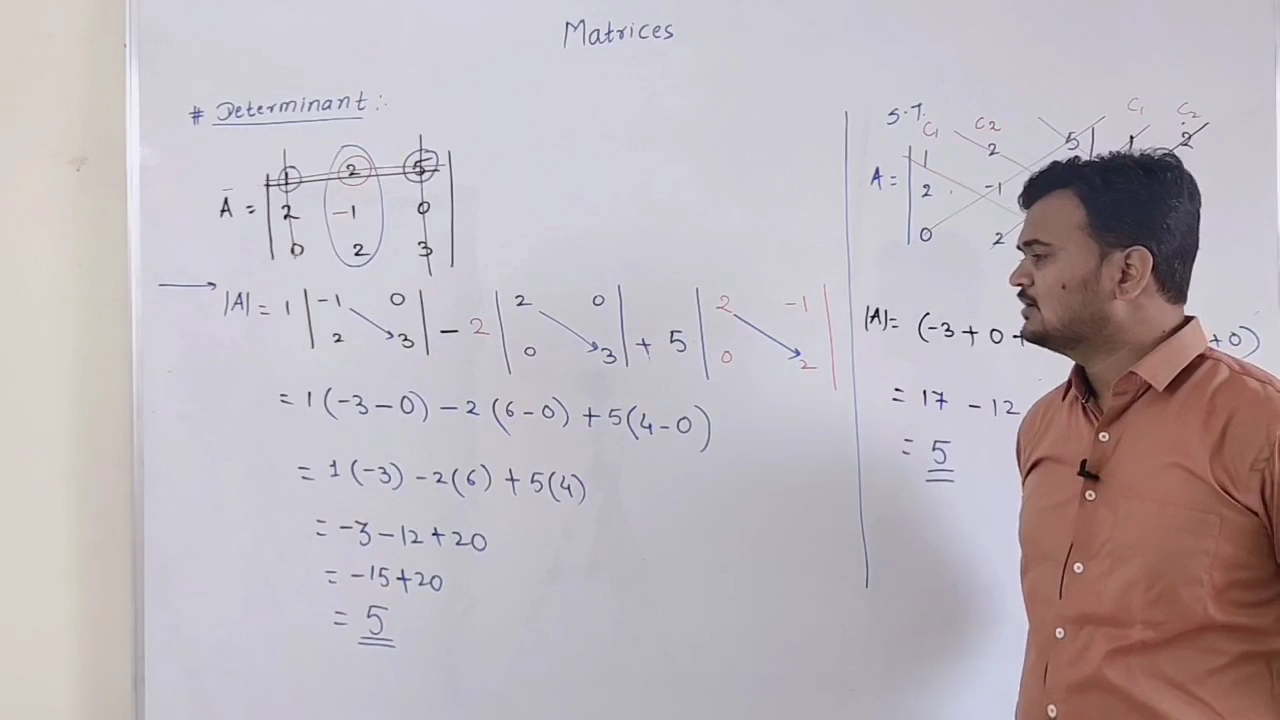 Matrices
# Determinant :-
1 2 5
A = 2 -1 0
0 2 3
|A| = 1 | -1 0 | - 2 | 2 0 | + 5 | 2 -1 |
2 3 0 3 0 2
= 1(-3-0) -2(6-0) +5(4-0)
= 1(-3) -2(6) +5(4)
= -3-12+20
= -15+20
= 5
S.T.
C1 C2 C1 C2
1 2 5 1 2
A = 2 -1
0 2
|A| = (-3+0+ +0)
= 17 - 12
= 5